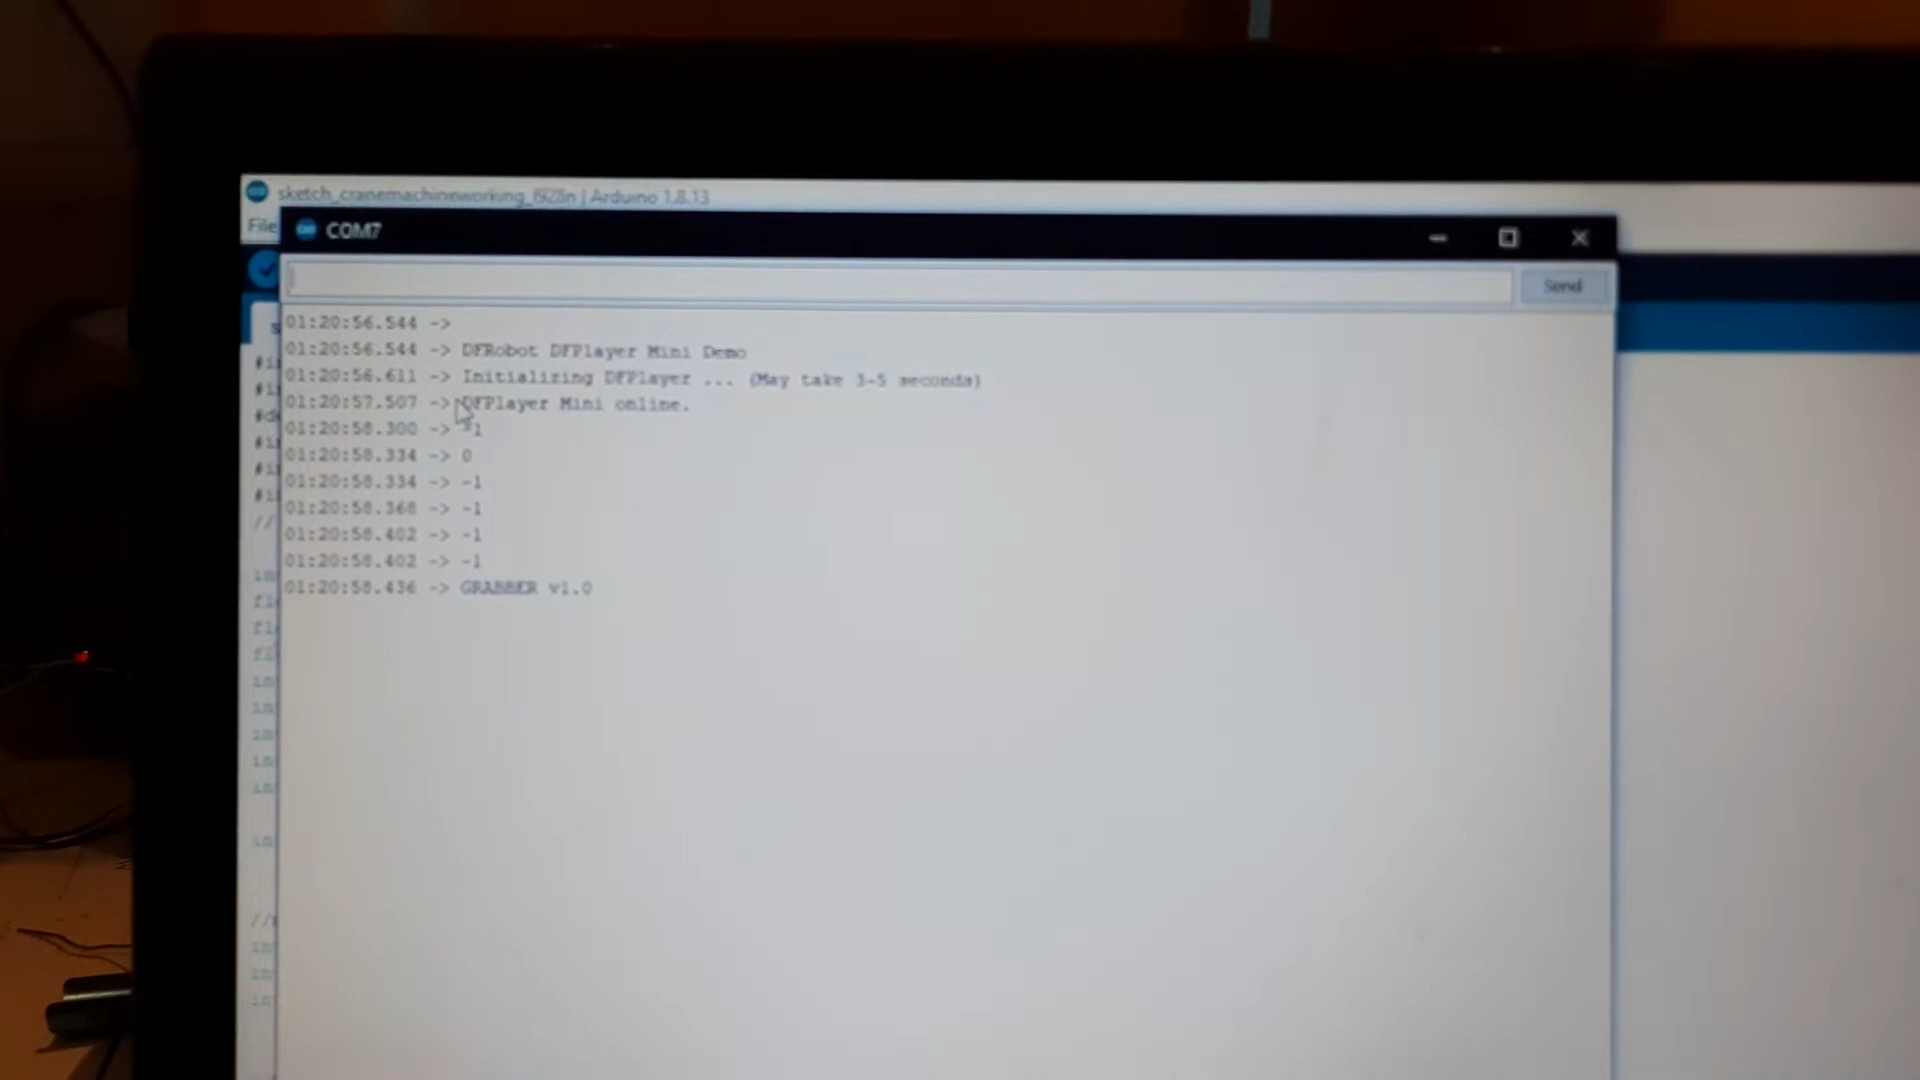 | Arduino 1.8.13
File
COM7
Send
01:20:56.544 ->
01:20:56.544 -> DFRobot DFPlayer Mini Demo
01:20:56.611 -> Initializing DFPlayer ... (May take 3-5 seconds)
01:20:57.507 -> DFPlayer Mini online.
01:20:58.300 -> -1
01:20:58.334 -> 0
01:20:58.334 -> -1
01:20:58.368 -> -1
01:20:58.402 -> -1
01:20:58.402 -> -1
01:20:58.436 -> GRABBER v1.0